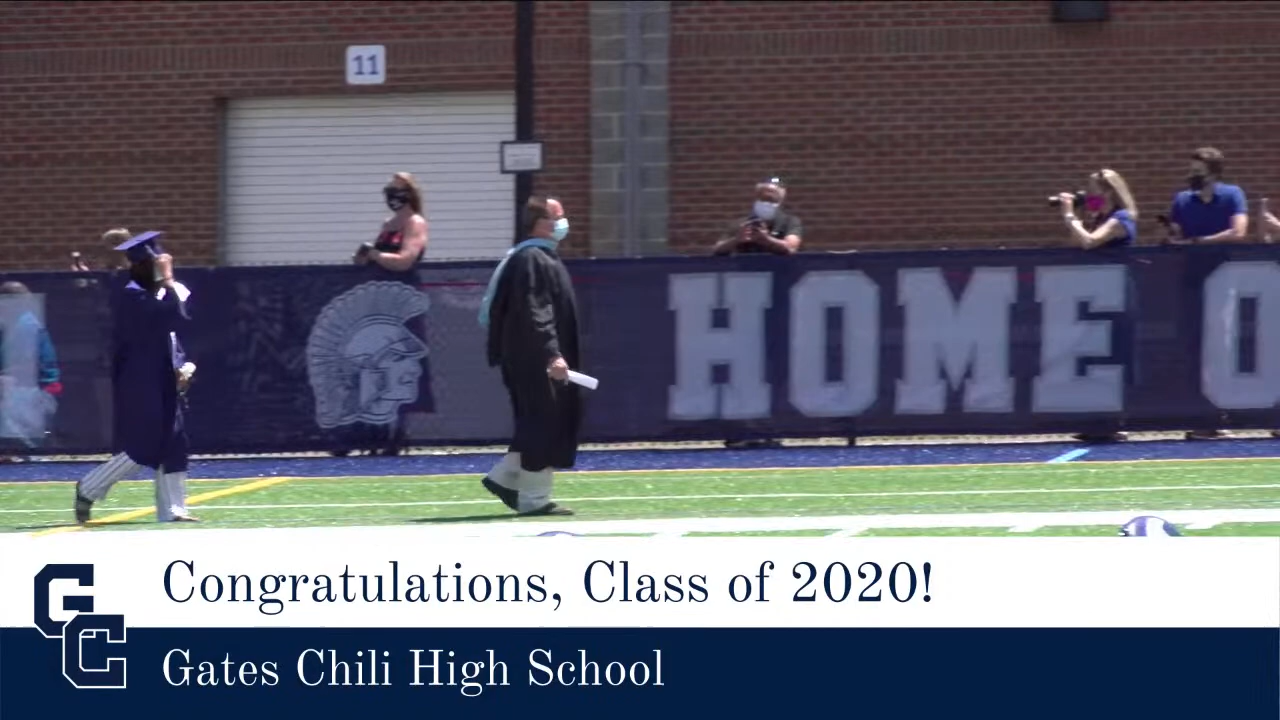 11
HOME O
Congratulations, Class of 2020!
GC
Gates Chili High School